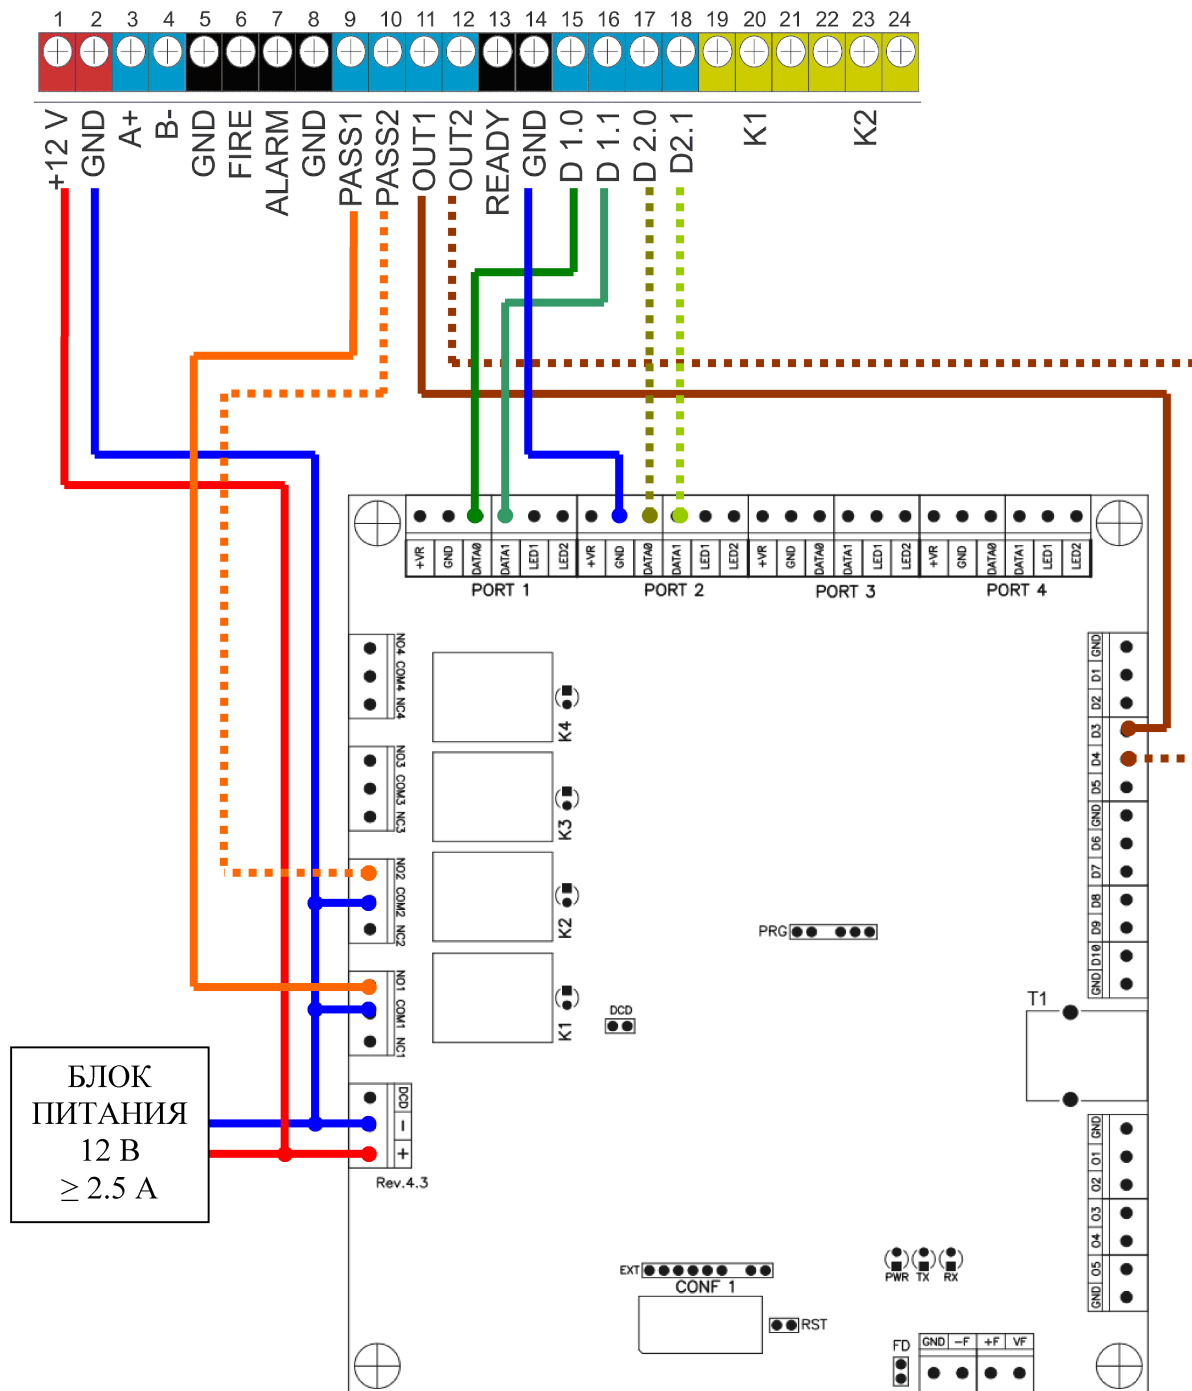 1 2 3 4 5 6 7 8 9 10 11 12 13 14 15 16 17 18 19 20 21 22 23 24
+12 V GND A+ B- GND FIRE ALARM GND PASS1 PASS2 OUT1 OUT2 READY GND D 1.0 D 1.1 D 2.0 D2.1 K1 K2
+VR GND DATA0 DATA1 LED1 LED2 +VR GND DATA0 DATA1 LED1 LED2 +VR GND DATA0 DATA1 LED1 LED2 +VR GND DATA0 DATA1 LED1 LED2
PORT 1 PORT 2 PORT 3 PORT 4
NO4 COM4 NC4
K4
NO3 COM3 NC3
K3
NO2 COM2 NC2
K2
NO1 COM1 NC1
K1
DCD - +
Rev.4.3
БЛОК
ПИТАНИЯ
12 В
≥ 2.5 А
PRG
DCD
GND D1 D2 D3 D4 D5 GND D6 D7 D8 D9 D10 GND
T1
GND O1 O2 O3 O4 O5 GND
EXT
CONF 1
RST
PWR TX RX
FD
GND -F +F VF